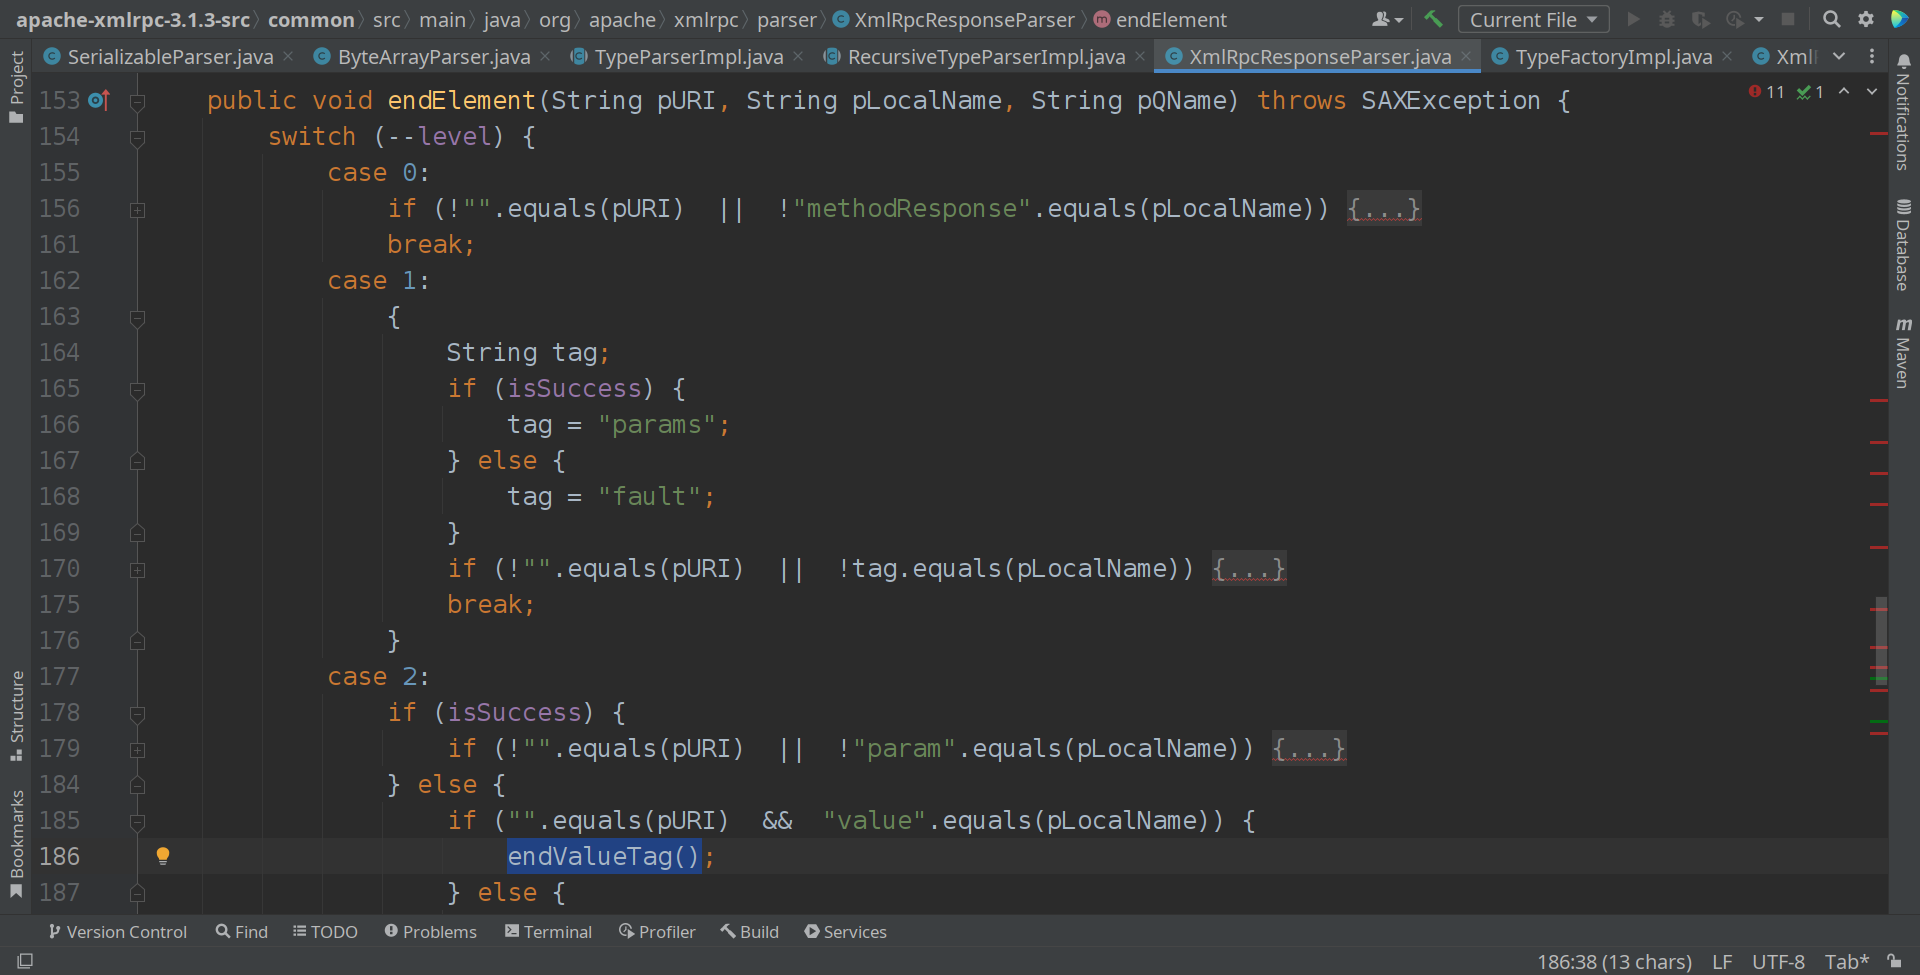 apache-xmlrpc-3.1.3-src common src main java org apache xmlrpc parser XmlRpcResponseParser endElement Current File
SerializableParser.java ByteArrayParser.java TypeParserImpl.java RecursiveTypeParserImpl.java XmlRpcResponseParser.java TypeFactoryImpl.java Xml
Project
Structure
Bookmarks
153 public void endElement(String pURI, String pLocalName, String pQName) throws SAXException { 11 1
154 switch (--level) {
155 case 0:
156 if (!"".equals(pURI) || !"methodResponse".equals(pLocalName)) {...}
161 break;
162 case 1:
163 {
164 String tag;
165 if (isSuccess) {
166 tag = "params";
167 } else {
168 tag = "fault";
169 }
170 if (!"".equals(pURI) || !tag.equals(pLocalName)) {...}
175 break;
176 }
177 case 2:
178 if (isSuccess) {
179 if (!"".equals(pURI) || !"param".equals(pLocalName)) {...}
184 } else {
185 if ("".equals(pURI) && "value".equals(pLocalName)) {
186 endValueTag();
187 } else {
Notifications
Database
Maven
Version Control Find TODO Problems Terminal Profiler Build Services
186:38 (13 chars) LF UTF-8 Tab*